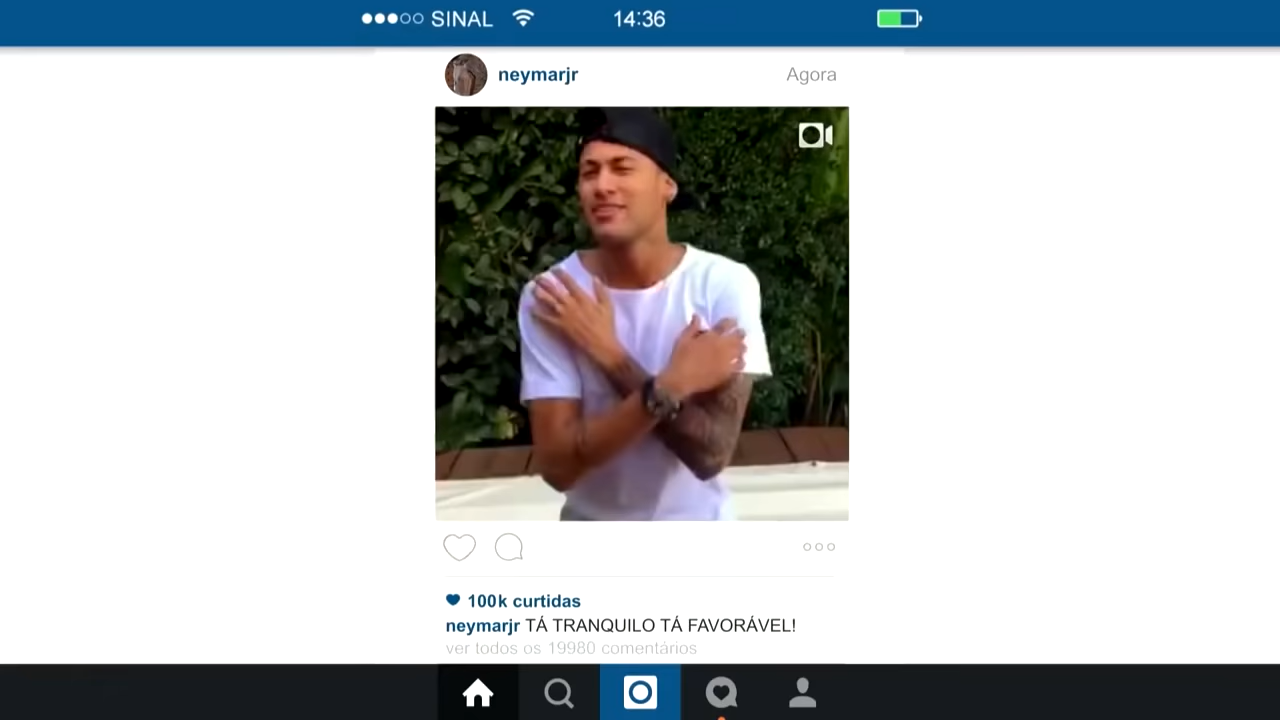 SINAL 14:36
neymarjr Agora
100k curtidas
neymarjr TÁ TRANQUILO TÁ FAVORÁVEL!
ver todos os 19980 comentários